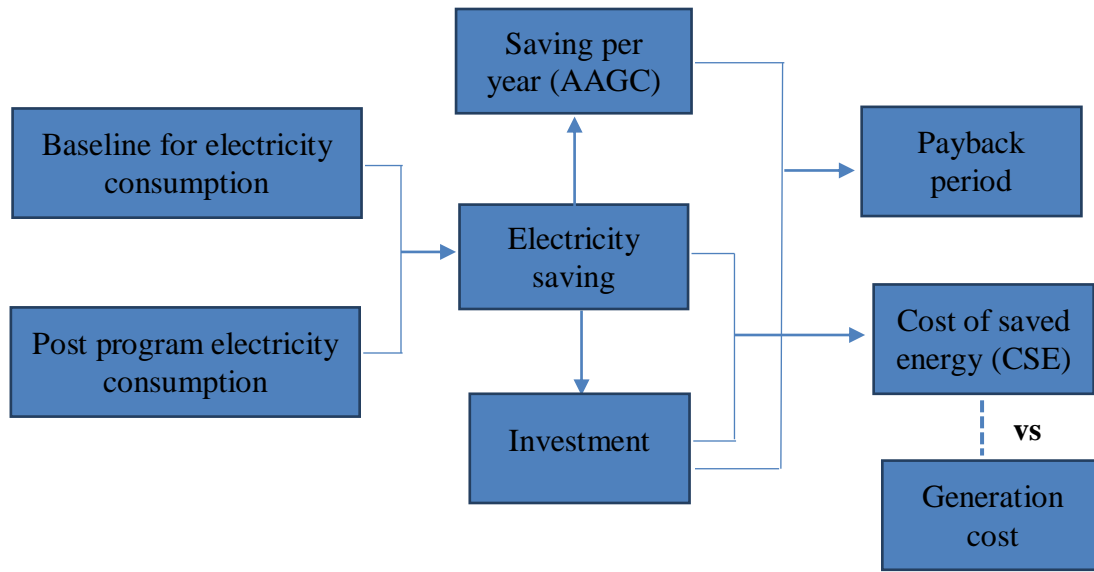 Saving per
year (AAGC)
Baseline for electricity
consumption
Payback
period
Electricity
saving
Post program electricity
consumption
Cost of saved
energy (CSE)
Investment
vs
Generation
cost